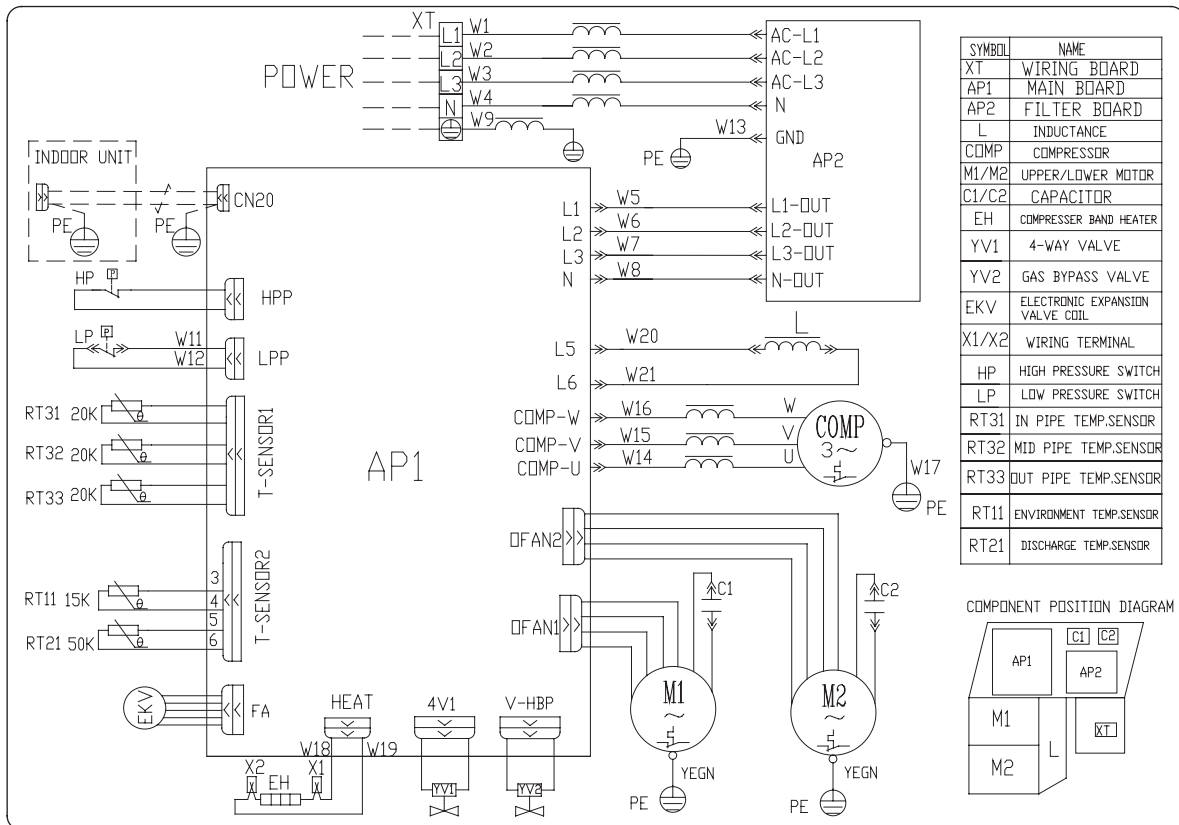 XT
L1 W1
L2 W2
L3 W3
N W4
W9
POWER
AC-L1
AC-L2
AC-L3
N
GND
W13
PE
AP2
L1-OUT
L2-OUT
L3-OUT
N-OUT
INDOOR UNIT
PE
PE
CN20
L1 W5
L2 W6
L3 W7
N W8
HP P
HPP
LP P
W11
W12
LPP
L5 W20
L
L6 W21
RT31 20K θ
RT32 20K θ
RT33 20K θ
T-SENSOR1
AP1
COMP-W W16 W
COMP-V W15 V
COMP-U W14 U
COMP
3~
W17
PE
OFAN2
OFAN1
C1
C2
3
4
5
6
RT11 15K θ
RT21 50K θ
T-SENSOR2
EKV
FA
HEAT
4V1
V-HBP
W18
W19
X2
EH
X1
YV1
YV2
M1
~
YEGN
PE
M2
~
YEGN
PE
SYMBOL NAME
XT WIRING BOARD
AP1 MAIN BOARD
AP2 FILTER BOARD
L INDUCTANCE
COMP COMPRESSOR
M1/M2 UPPER/LOWER MOTOR
C1/C2 CAPACITOR
EH COMPRESSER BAND HEATER
YV1 4-WAY VALVE
YV2 GAS BYPASS VALVE
EKV ELECTRONIC EXPANSION
VALVE COIL
X1/X2 WIRING TERMINAL
HP HIGH PRESSURE SWITCH
LP LOW PRESSURE SWITCH
RT31 IN PIPE TEMP.SENSOR
RT32 MID PIPE TEMP.SENSOR
RT33 OUT PIPE TEMP.SENSOR
RT11 ENVIRONMENT TEMP.SENSOR
RT21 DISCHARGE TEMP.SENSOR
COMPONENT POSITION DIAGRAM
AP1
C1
C2
AP2
M1
M2
L
XT